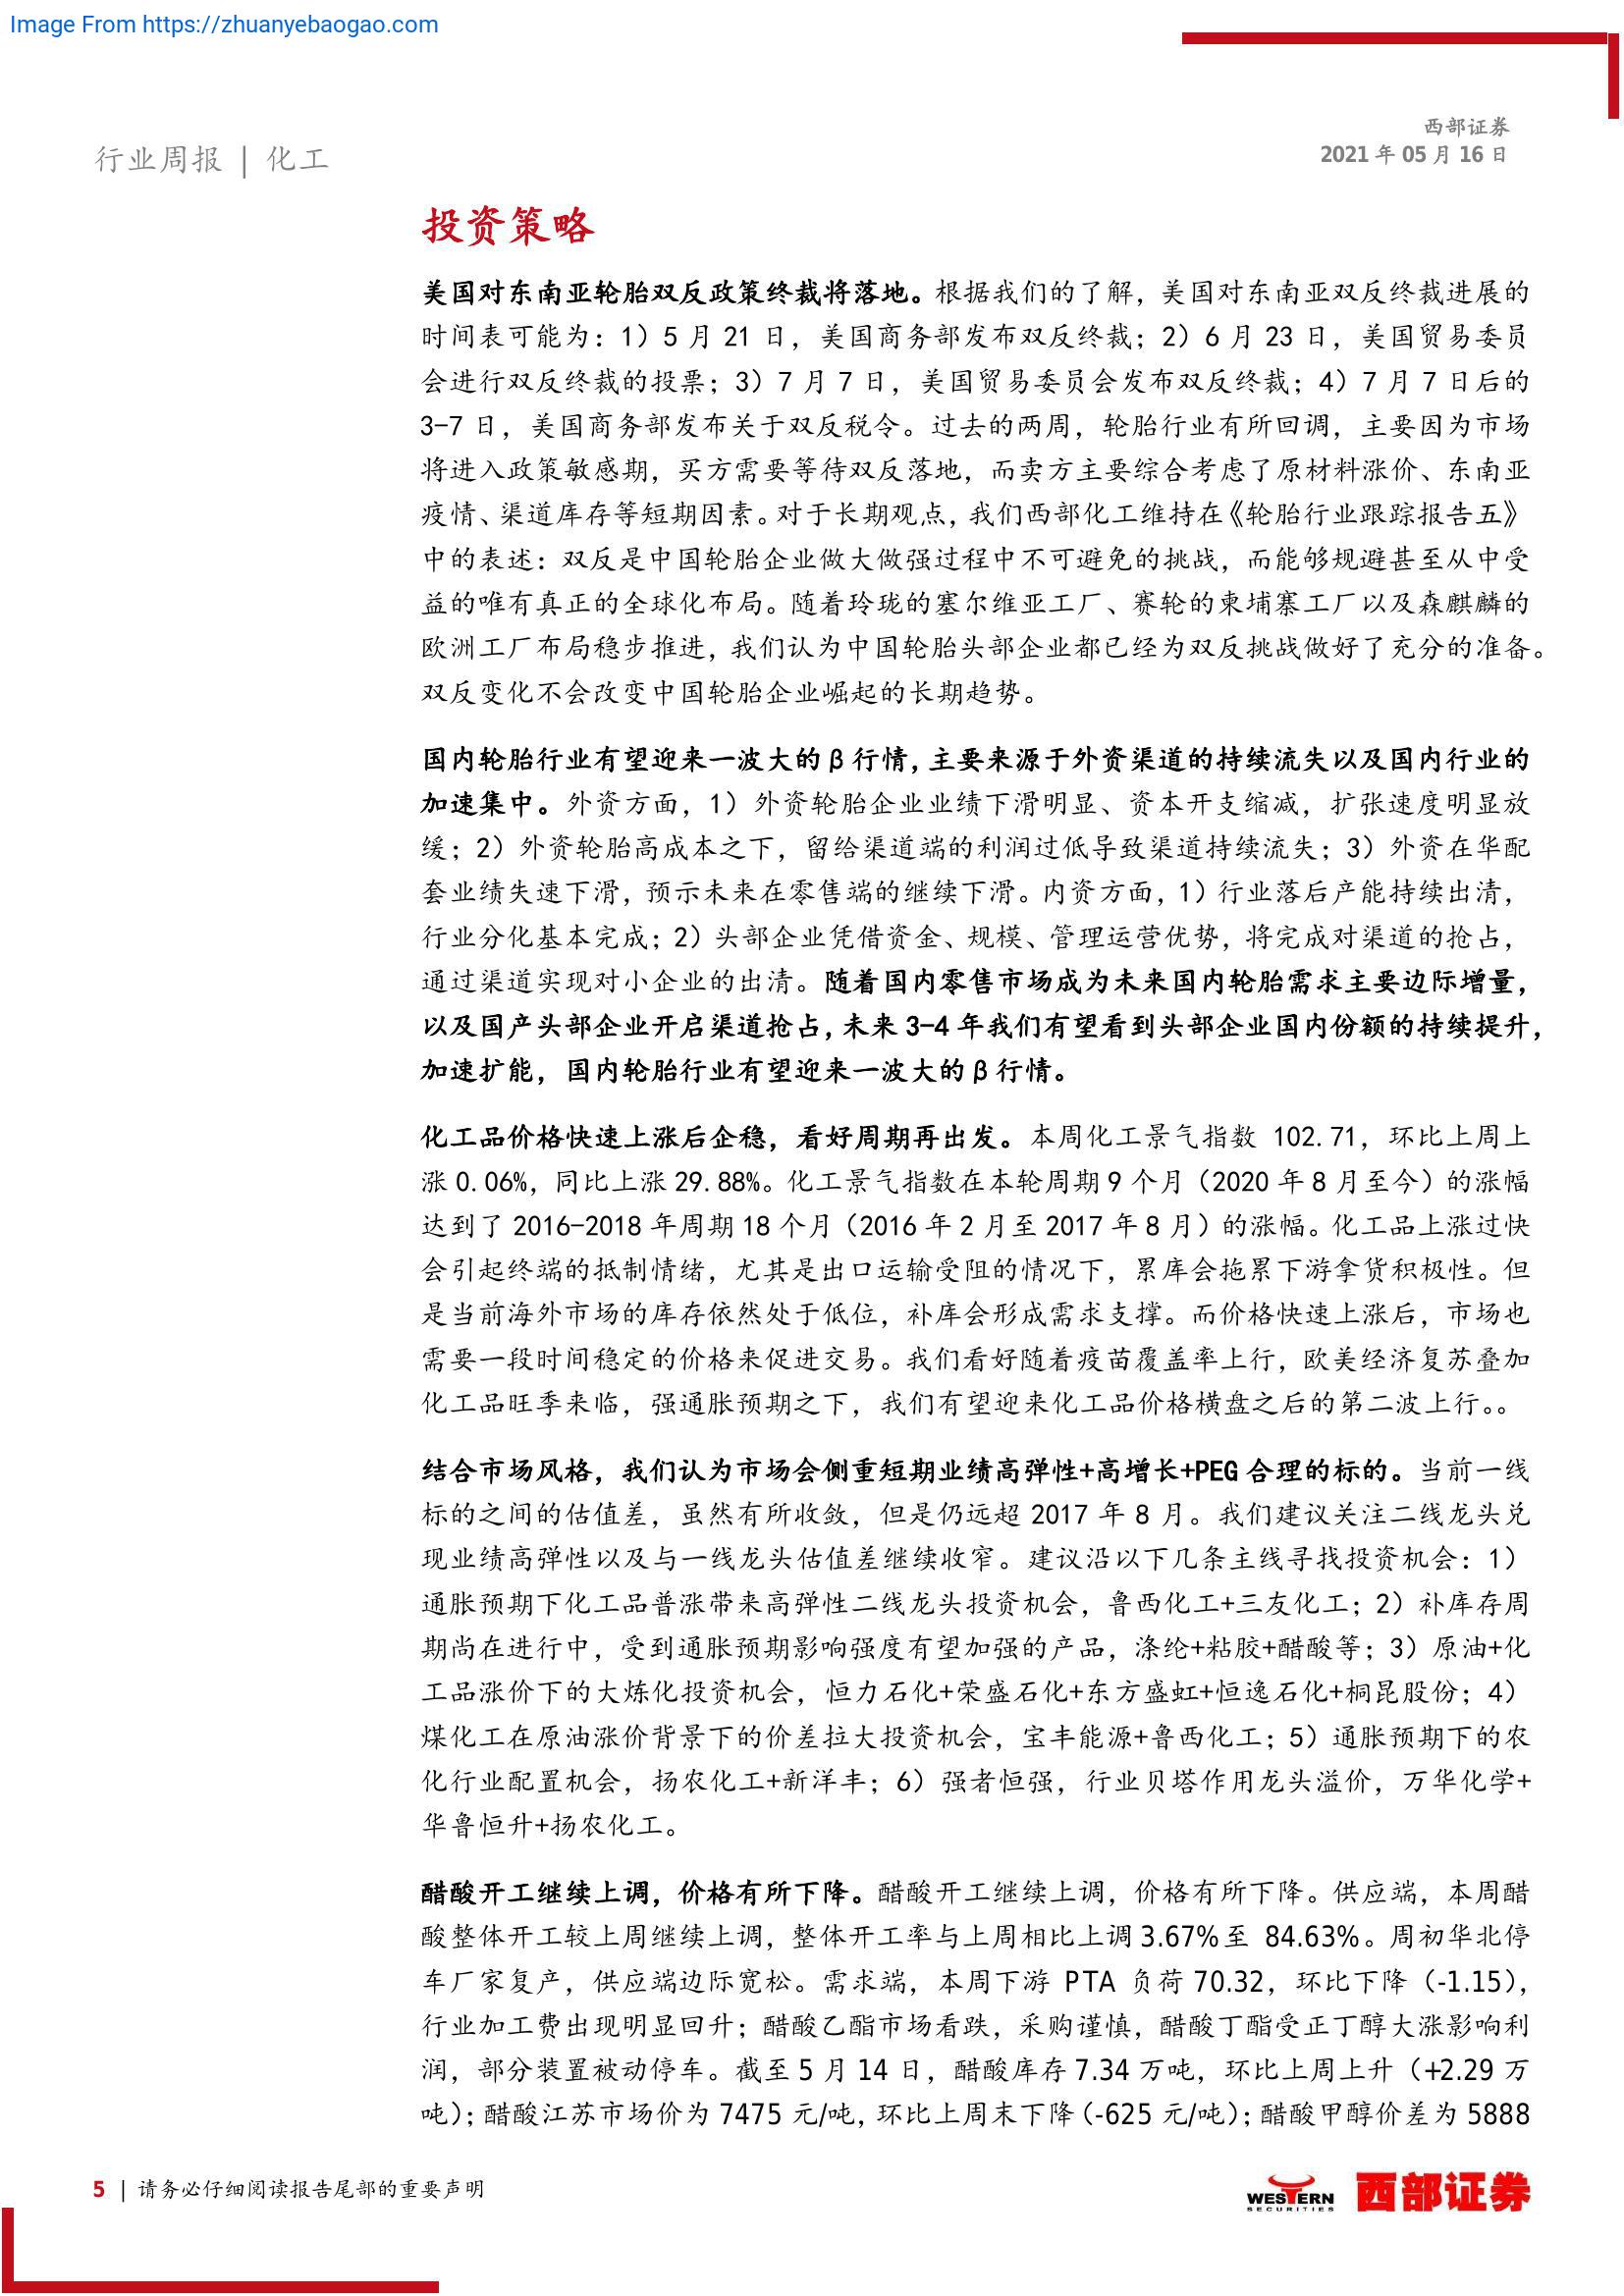 Image From https://zhuanyebaogao.com
行业周报 | 化工
西部证券
2021 年 05 月 16 日
投资策略
美国对东南亚轮胎双反政策终裁将落地。根据我们的了解，美国对东南亚双反终裁进展的
时间表可能为：1）5 月 21 日，美国商务部发布双反终裁；2）6 月 23 日，美国贸易委员
会进行双反终裁的投票；3）7 月 7 日，美国贸易委员会发布双反终裁；4）7 月 7 日后的
3-7 日，美国商务部发布关于双反税令。过去的两周，轮胎行业有所回调，主要因为市场
将进入政策敏感期，买方需要等待双反落地，而卖方主要综合考虑了原材料涨价、东南亚
疫情、渠道库存等短期因素。对于长期观点，我们西部化工维持在《轮胎行业跟踪报告五》
中的表述：双反是中国轮胎企业做大做强过程中不可避免的挑战，而能够规避甚至从中受
益的唯有真正的全球化布局。随着玲珑的塞尔维亚工厂、赛轮的柬埔寨工厂以及森麒麟的
欧洲工厂布局稳步推进，我们认为中国轮胎头部企业都已经为双反挑战做好了充分的准备。
双反变化不会改变中国轮胎企业崛起的长期趋势。
国内轮胎行业有望迎来一波大的 β 行情，主要来源于外资渠道的持续流失以及国内行业的
加速集中。外资方面，1）外资轮胎企业业绩下滑明显、资本开支缩减，扩张速度明显放
缓；2）外资轮胎高成本之下，留给渠道端的利润过低导致渠道持续流失；3）外资在华配
套业绩失速下滑，预示未来在零售端的继续下滑。内资方面，1）行业落后产能持续出清，
行业分化基本完成；2）头部企业凭借资金、规模、管理运营优势，将完成对渠道的抢占，
通过渠道实现对小企业的出清。随着国内零售市场成为未来国内轮胎需求主要边际增量，
以及国产头部企业开启渠道抢占，未来 3-4 年我们有望看到头部企业国内份额的持续提升，
加速扩能，国内轮胎行业有望迎来一波大的 β 行情。
化工品价格快速上涨后企稳，看好周期再出发。本周化工景气指数 102.71，环比上周上
涨 0.06%，同比上涨 29.88%。化工景气指数在本轮周期 9 个月（2020 年 8 月至今）的涨幅
达到了 2016-2018 年周期 18 个月（2016 年 2 月至 2017 年 8 月）的涨幅。化工品上涨过快
会引起终端的抵制情绪，尤其是出口运输受阻的情况下，累库会拖累下游拿货积极性。但
是当前海外市场的库存依然处于低位，补库会形成需求支撑。而价格快速上涨后，市场也
需要一段时间稳定的价格来促进交易。我们看好随着疫苗覆盖率上行，欧美经济复苏叠加
化工品旺季来临，强通胀预期之下，我们有望迎来化工品价格横盘之后的第二波上行。。
结合市场风格，我们认为市场会侧重短期业绩高弹性+高增长+PEG 合理的标的。当前一线
标的之间的估值差，虽然有所收敛，但是仍远超 2017 年 8 月。我们建议关注二线龙头兑
现业绩高弹性以及与一线龙头估值差继续收窄。建议沿以下几条主线寻找投资机会：1）
通胀预期下化工品普涨带来高弹性二线龙头投资机会，鲁西化工+三友化工；2）补库存周
期尚在进行中，受到通胀预期影响强度有望加强的产品，涤纶+粘胶+醋酸等；3）原油+化
工品涨价下的大炼化投资机会，恒力石化+荣盛石化+东方盛虹+恒逸石化+桐昆股份；4）
煤化工在原油涨价背景下的价差拉大投资机会，宝丰能源+鲁西化工；5）通胀预期下的农
化行业配置机会，扬农化工+新洋丰；6）强者恒强，行业贝塔作用龙头溢价，万华化学+
华鲁恒升+扬农化工。
醋酸开工继续上调，价格有所下降。醋酸开工继续上调，价格有所下降。供应端，本周醋
酸整体开工较上周继续上调，整体开工率与上周相比上调 3.67%至 84.63%。周初华北停
车厂家复产，供应端边际宽松。需求端，本周下游 PTA 负荷 70.32，环比下降（-1.15），
行业加工费出现明显回升；醋酸乙酯市场看跌，采购谨慎，醋酸丁酯受正丁醇大涨影响利
润，部分装置被动停车。截至 5 月 14 日，醋酸库存 7.34 万吨，环比上周上升（+2.29 万
吨）；醋酸江苏市场价为 7475 元/吨，环比上周末下降（-625 元/吨）；醋酸甲醇价差为 5888
5 | 请务必仔细阅读报告尾部的重要声明
WESTERN
SECURITIES
西部证券